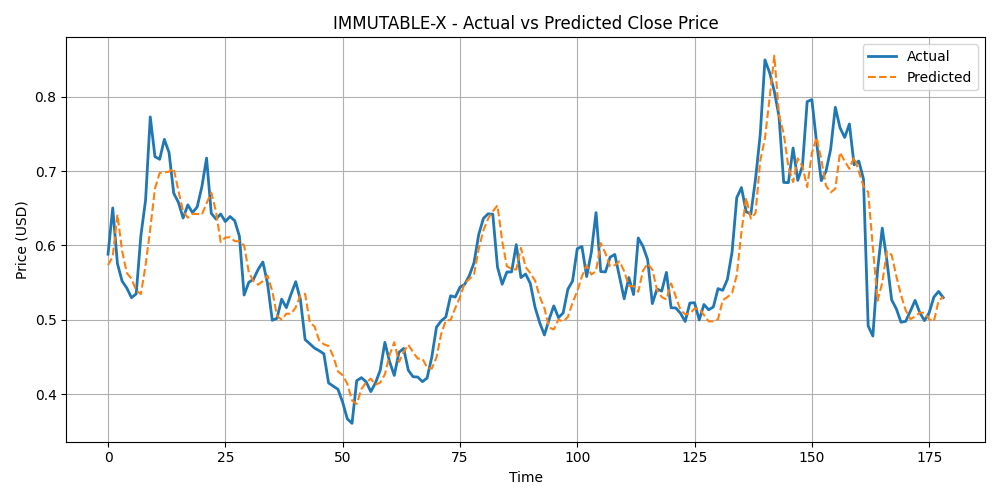 IMMUTABLE-X - Actual vs Predicted Close Price
Actual
Predicted
Price (USD)
0.8
0.7
0.6
0.5
0.4
0 25 50 75 100 125 150 175
Time